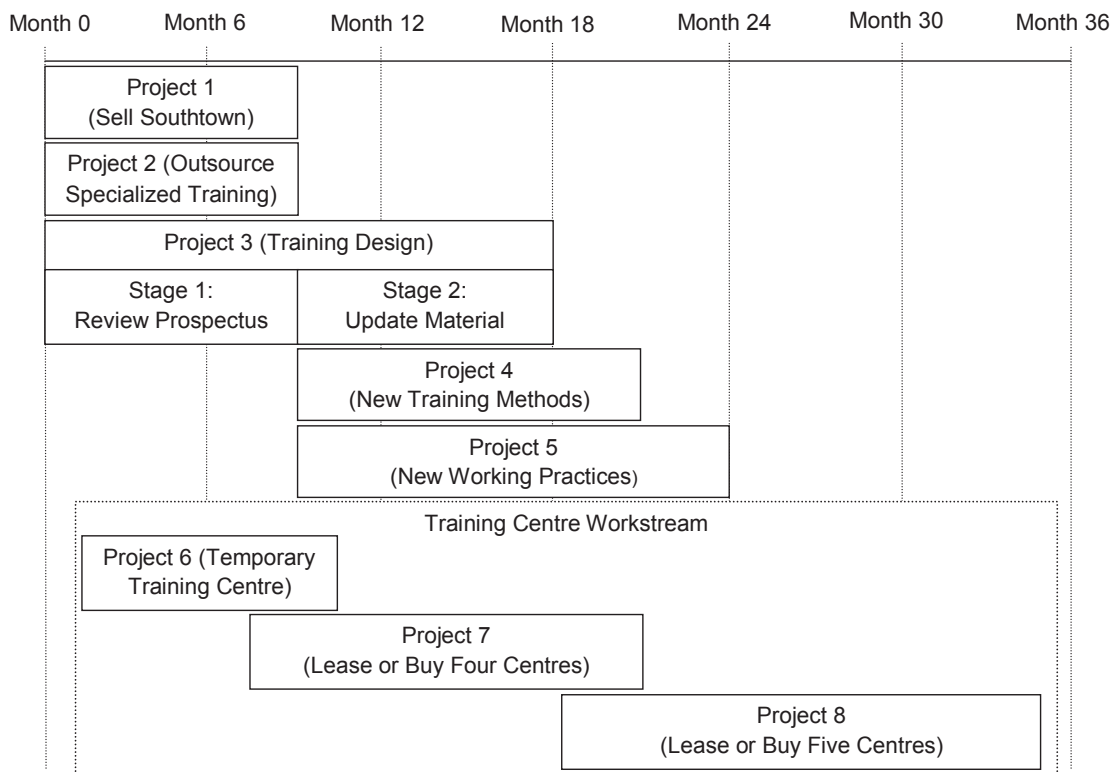 Month 0 Month 6 Month 12 Month 18 Month 24 Month 30 Month 36
Project 1
(Sell Southtown)
Project 2 (Outsource
Specialized Training)
Project 3 (Training Design)
Stage 1:
Review Prospectus
Stage 2:
Update Material
Project 4
(New Training Methods)
Project 5
(New Working Practices)
Training Centre Workstream
Project 6 (Temporary
Training Centre)
Project 7
(Lease or Buy Four Centres)
Project 8
(Lease or Buy Five Centres)